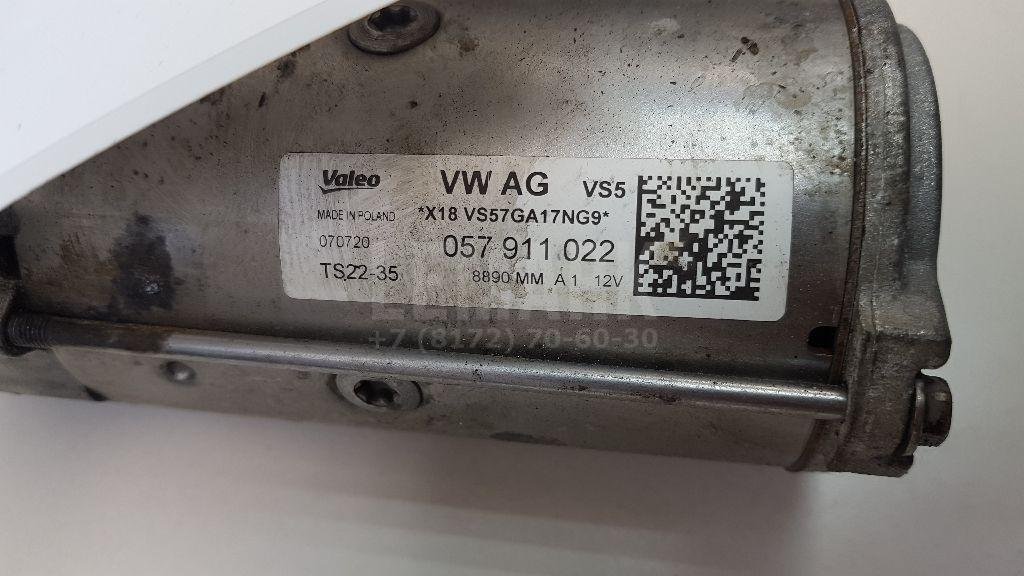 Valeo VW AG VS5
MADE IN POLAND *X18 VS57GA17NG9*
070720 057 911 022
TS22-35 8890 MM A1 12V
+7 (8172) 70-60-30